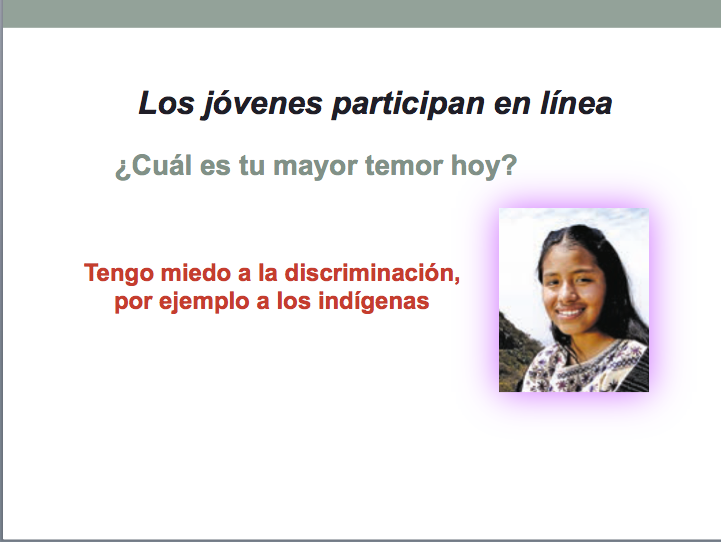 Los jóvenes participan en línea
¿Cuál es tu mayor temor hoy?
Tengo miedo a la discriminación,
por ejemplo a los indígenas